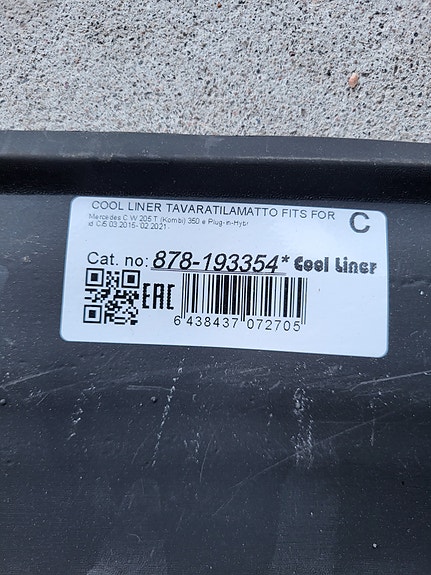 COOL LINER TAVARATILAMATTO FITS FOR C
Mercedes C W 205 T (Kombi) 350 e Plug-in-Hybr
id C/5 03.2015- 02.2021
Cat. no: 878-193354* Cool Liner
EAC
6 438437 072705